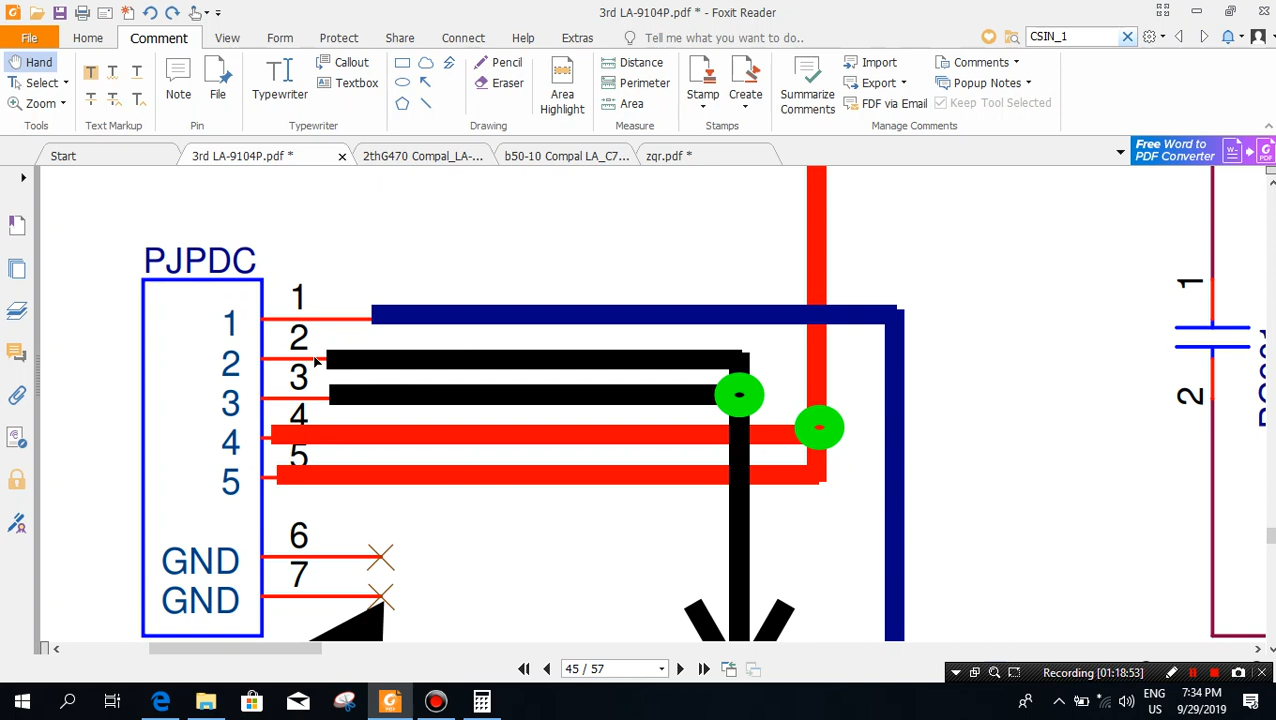 3rd LA-9104P.pdf * - Foxit Reader
File Home Comment View Form Protect Share Connect Help Extras Tell me what you want to do.. CSIN_1
Hand
Select
Zoom
Tools
Text Markup
Note
File
Pin
Typewriter
Callout
Textbox
Typewriter
Pencil
Eraser
Drawing
Area Highlight
Distance
Perimeter
Area
Measure
Stamp
Create
Stamps
Summarize Comments
Import
Export
FDF via Email
Comments
Popup Notes
Keep Tool Selected
Manage Comments
Start
3rd LA-9104P.pdf *
2thG470 Compal_LA-...
b50-10 Compal LA_C7...
zqr.pdf *
Free Word to
PDF Converter
PJPDC
1
1
2
2
3
3
4
4
5
5
6
GND
7
GND
1
2
45 / 57
Recording [01:18:53]
ENG
US
7:34 PM
9/29/2019